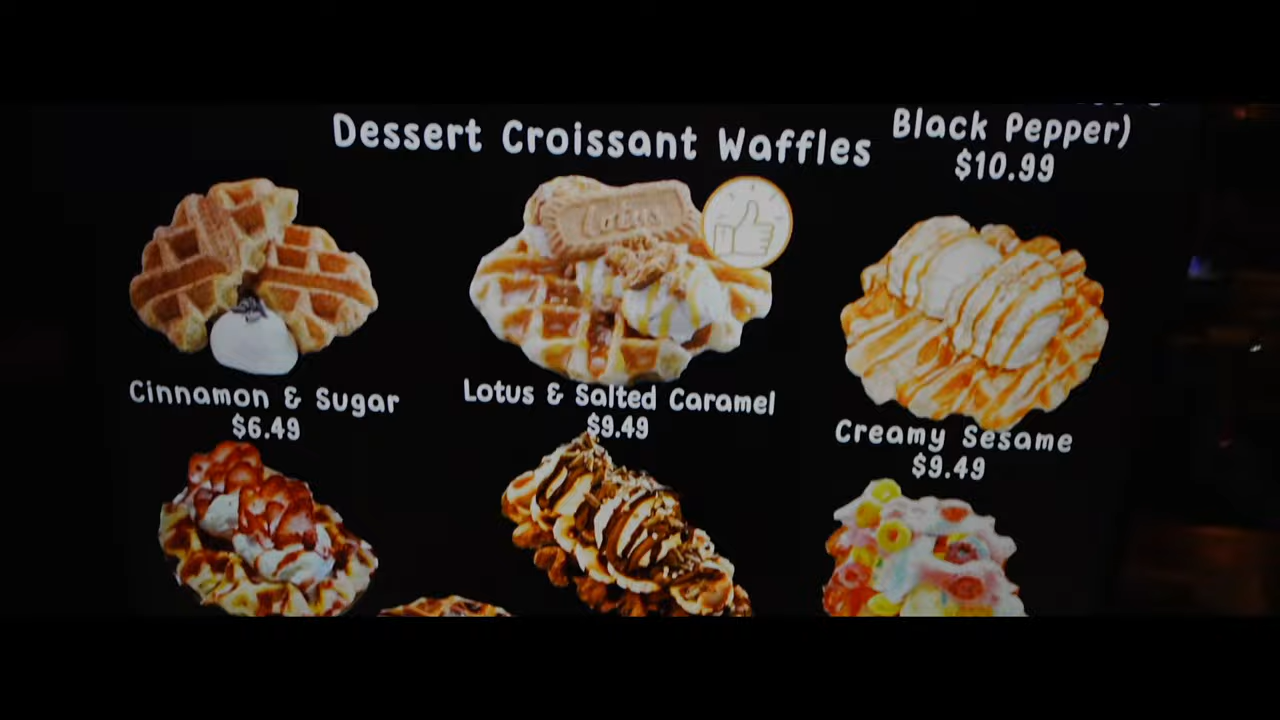 Black Pepper)
$10.99
Dessert Croissant Waffles
Lotus
Cinnamon & Sugar
$6.49
Lotus & Salted Caramel
$9.49
Creamy Sesame
$9.49